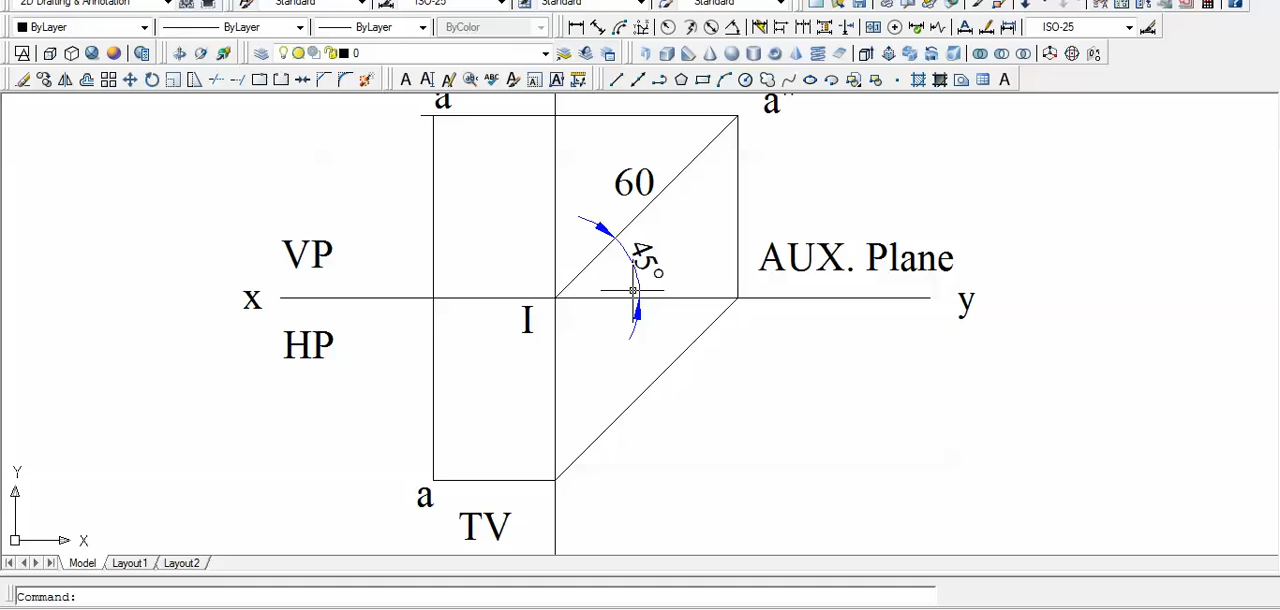 2D Drafting & Annotation Standard ISO-25 Standard Standard
ByLayer ByLayer ByLayer ByColor ISO-25
0
a a"
60
45°
VP AUX. Plane
x y
I
HP
a
TV
Y
X
Model Layout1 Layout2
Command: